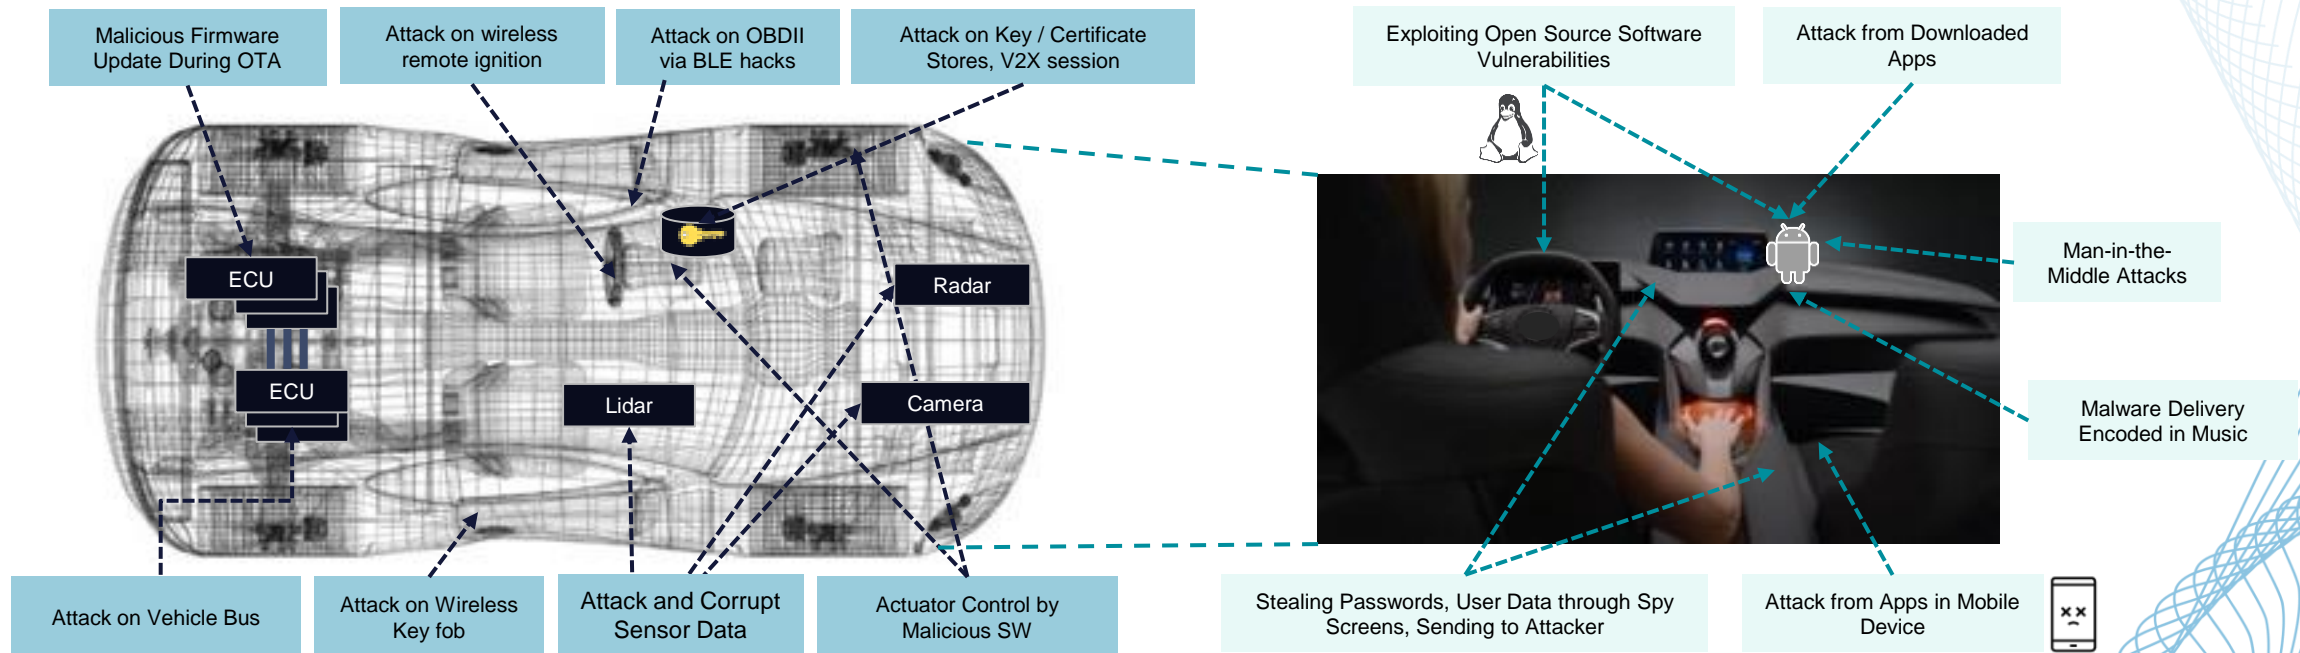 Malicious Firmware
Update During OTA
Attack on wireless
remote ignition
Attack on OBDII
via BLE hacks
Attack on Key / Certificate
Stores, V2X session
Exploiting Open Source Software
Vulnerabilities
Attack from Downloaded
Apps
ECU
Radar
Man-in-the-
Middle Attacks
ECU
Lidar
Camera
Malware Delivery
Encoded in Music
Attack on Vehicle Bus
Attack on Wireless
Key fob
Attack and Corrupt
Sensor Data
Actuator Control by
Malicious SW
Stealing Passwords, User Data through Spy
Screens, Sending to Attacker
Attack from Apps in Mobile
Device